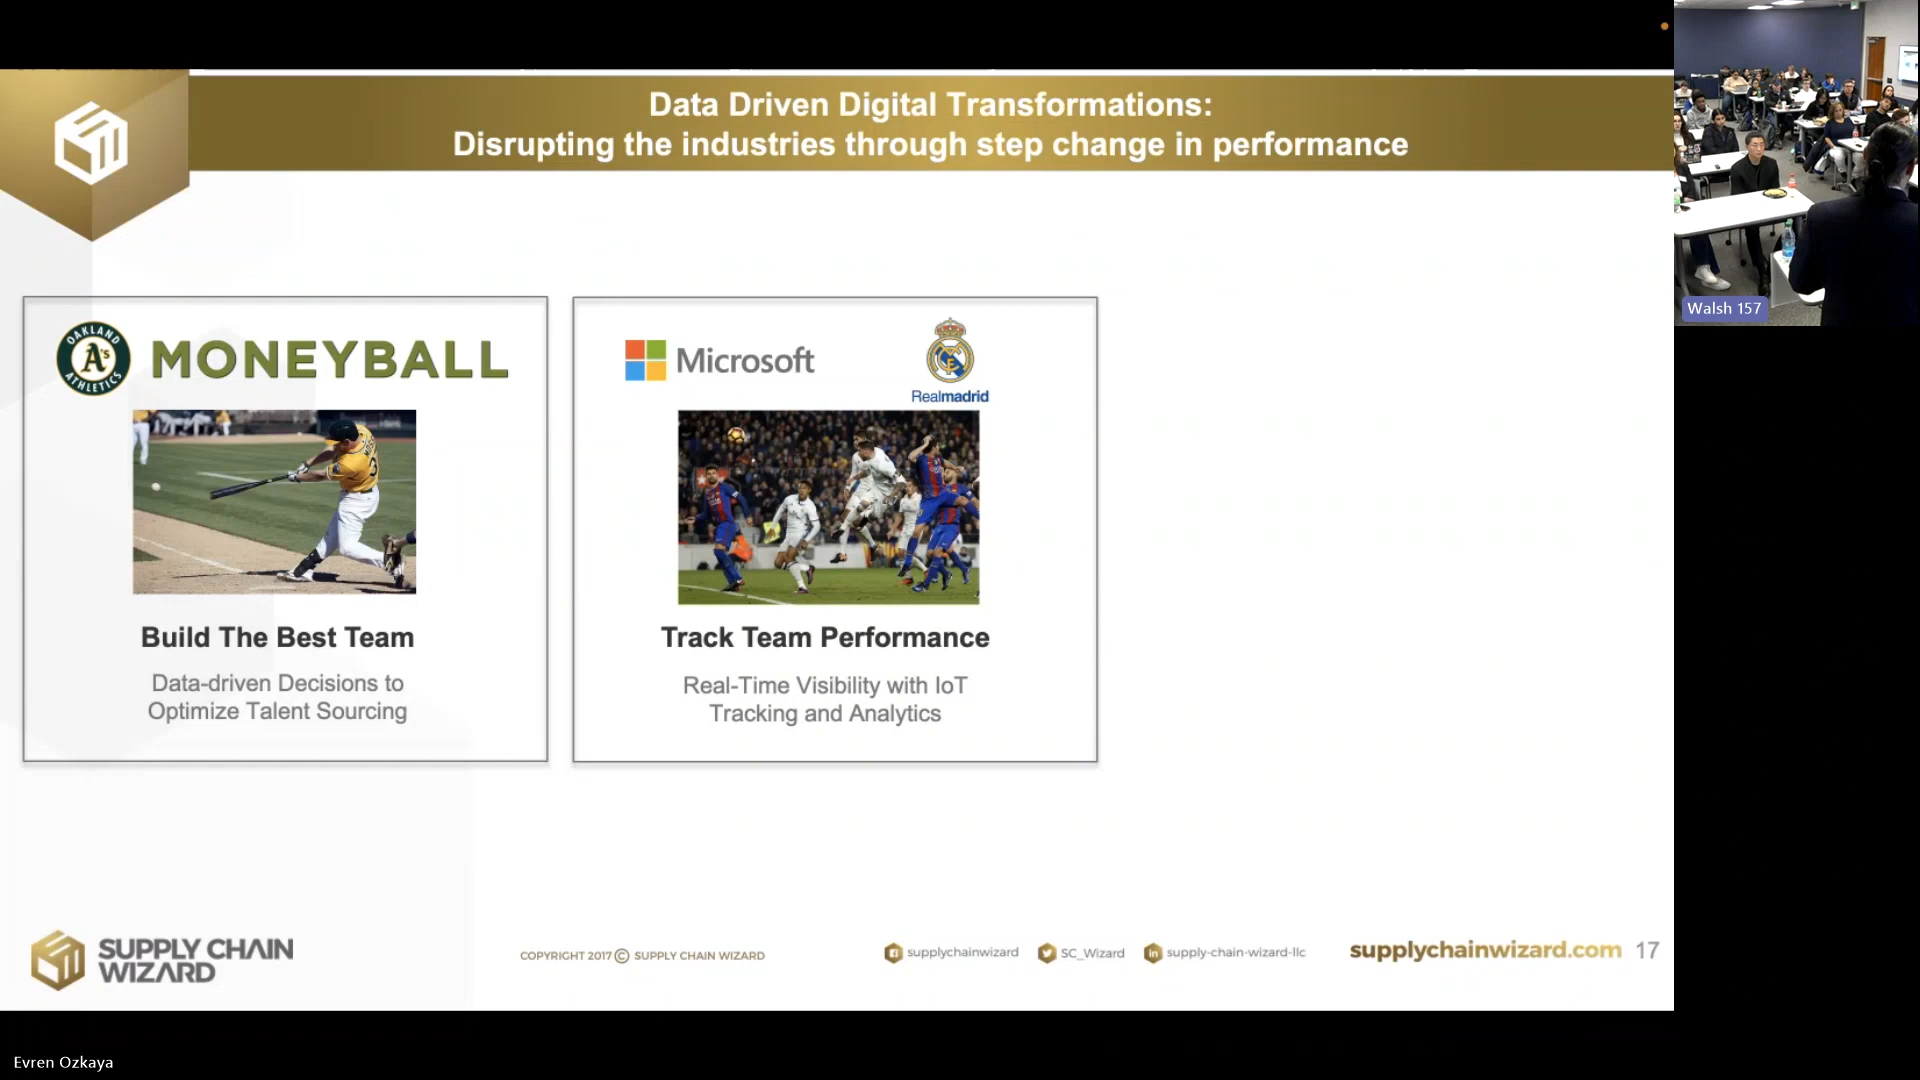 Data Driven Digital Transformations:
Disrupting the industries through step change in performance
OAKLAND
A's
ATHLETICS
MONEYBALL
Build The Best Team
Data-driven Decisions to
Optimize Talent Sourcing
Microsoft
Realmadrid
Track Team Performance
Real-Time Visibility with IoT
Tracking and Analytics
Walsh 157
SUPPLY CHAIN
WIZARD
COPYRIGHT 2017 © SUPPLY CHAIN WIZARD
supplychainwizard
SC_Wizard
supply-chain-wizard-llc
supplychainwizard.com 17
Evren Ozkaya